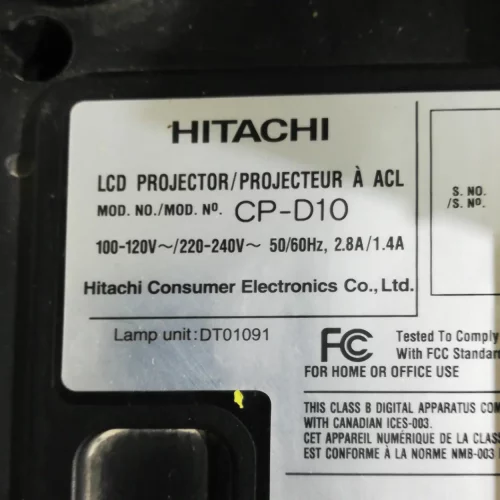 HITACHI
LCD PROJECTOR/PROJECTEUR À ACL
MOD. NO./MOD. Nº. CP-D10
100-120V～/220-240V～ 50/60Hz, 2.8A/1.4A
Hitachi Consumer Electronics Co., Ltd.
S. NO.
/S. Nº.
Lamp unit:DT01091
FC Tested To Comply
With FCC Standar
FOR HOME OR OFFICE USE
THIS CLASS B DIGITAL APPARATUS COM
WITH CANADIAN ICES-003.
CET APPAREIL NUMÉRIQUE DE LA CLAS
EST CONFORME À LA NORME NMB-003